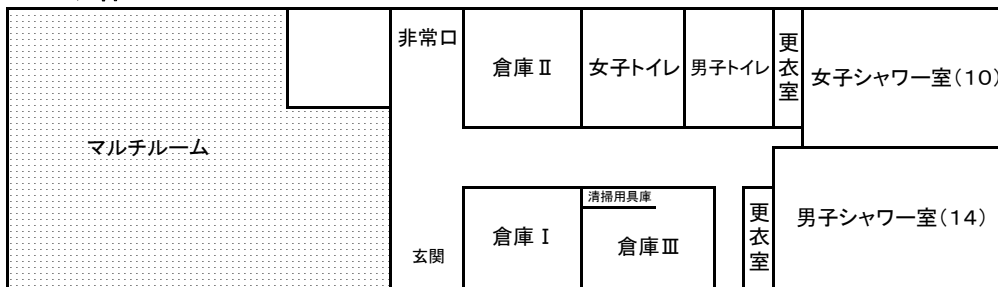 非常口
倉庫Ⅱ
女子トイレ
男子トイレ
更衣室
女子シャワー室(10)
マルチルーム
清掃用具庫
倉庫Ⅰ
倉庫Ⅲ
更衣室
男子シャワー室(14)
玄関